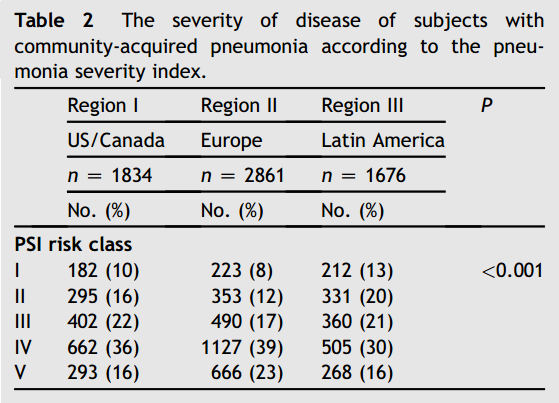 Table 2 The severity of disease of subjects with
community-acquired pneumonia according to the pneu-
monia severity index.
Region I Region II Region III P
US/Canada Europe Latin America
n = 1834 n = 2861 n = 1676
No. (%) No. (%) No. (%)
PSI risk class
I 182 (10) 223 (8) 212 (13) <0.001
II 295 (16) 353 (12) 331 (20)
III 402 (22) 490 (17) 360 (21)
IV 662 (36) 1127 (39) 505 (30)
V 293 (16) 666 (23) 268 (16)